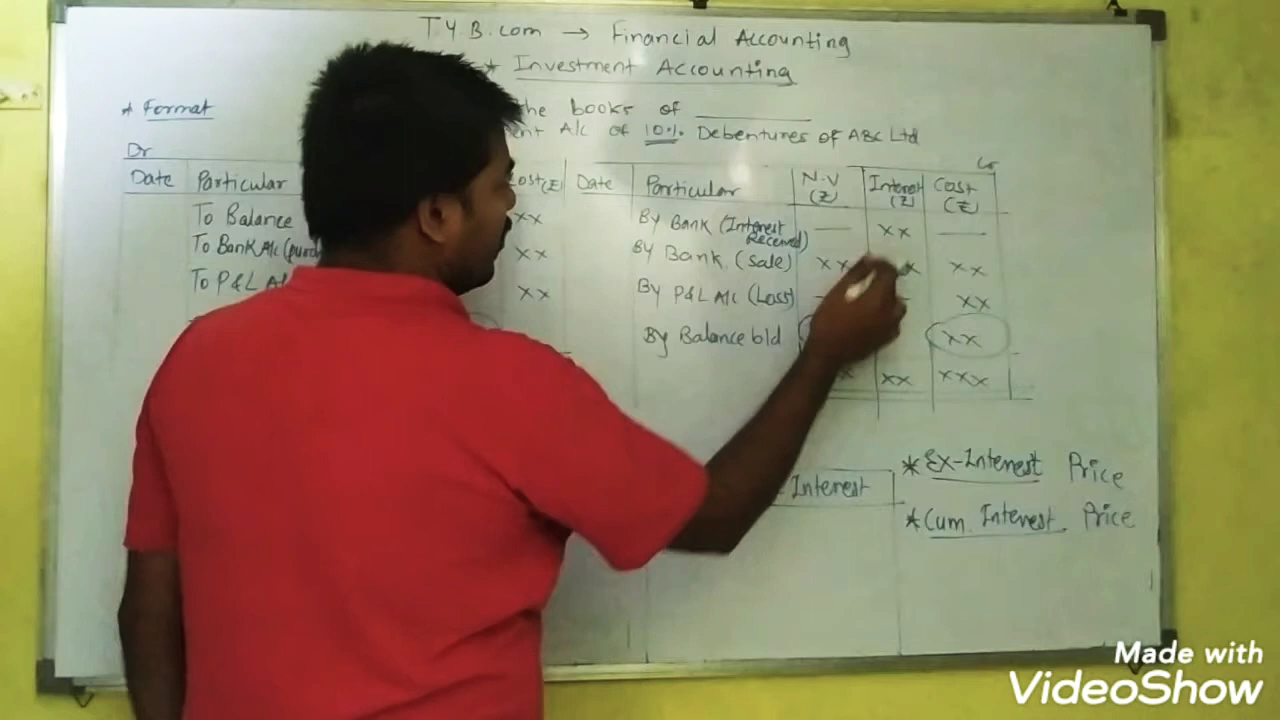 T.Y.B.com → Financial Accounting
* Investment Accounting
* Format
the books of ________
A/c of 10% Debentures of ABC Ltd
Dr Cr
Date Particular Cost(₹) Date Particular N.V (₹) Interest (₹) Cost (₹)
To Balance xx By Bank (Interest Received) — xx —
To Bank A/c xx By Bank (Sale) xx x xx
To P&L xx By P&L A/c (Loss) xx
By Balance b/d xx
xx xxx
* Ex-Interest Price
Interest
* Cum. Interest Price
Made with
VideoShow